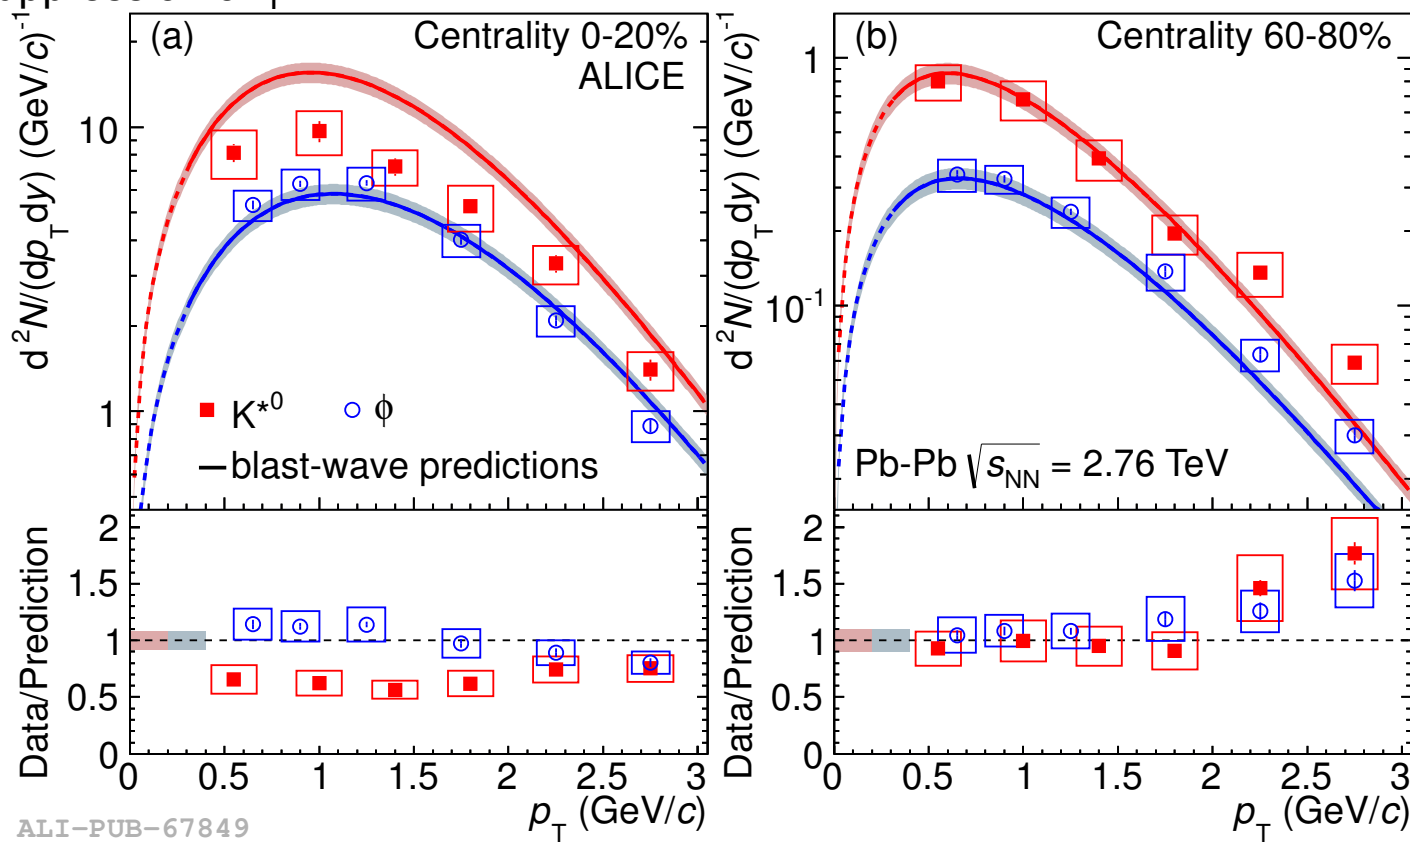 (a) Centrality 0-20%
ALICE
d²N/(dp_T dy) (GeV/c)⁻¹
10
1
K*⁰ ϕ
blast-wave predictions
Data/Prediction
2
1.5
1
0.5
0
0 0.5 1 1.5 2 2.5 3
p_T (GeV/c)
(b) Centrality 60-80%
d²N/(dp_T dy) (GeV/c)⁻¹
1
10⁻¹
Pb-Pb √s_NN = 2.76 TeV
Data/Prediction
2
1.5
1
0.5
0
0 0.5 1 1.5 2 2.5 3
p_T (GeV/c)
ALI-PUB-67849